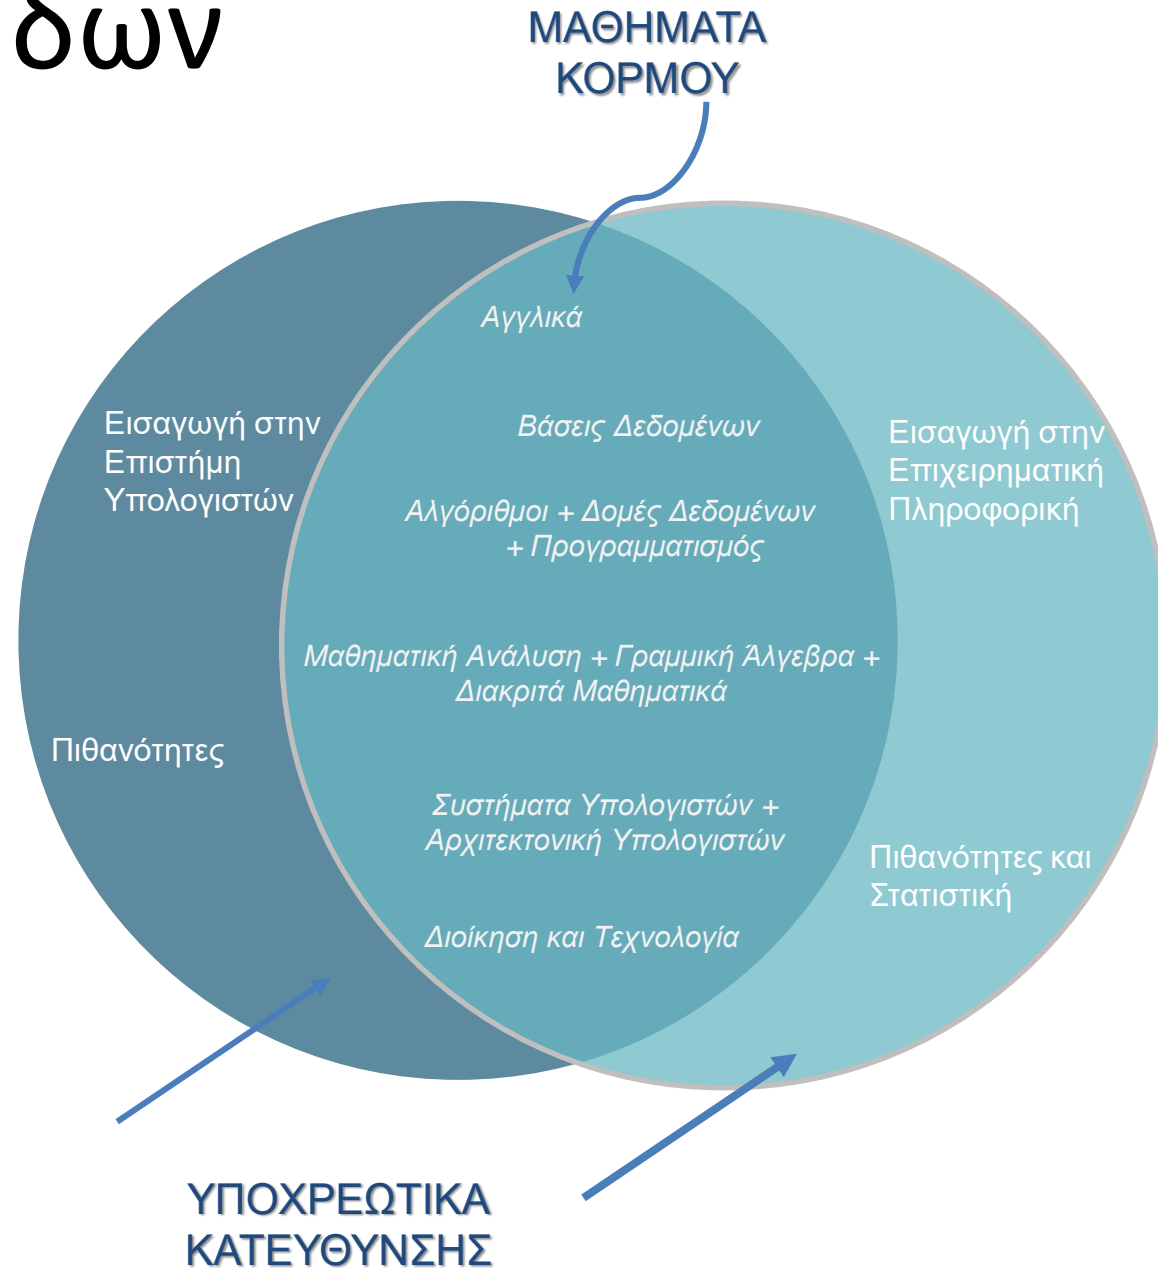 δων
ΜΑΘΗΜΑΤΑ
ΚΟΡΜΟΥ
Αγγλικά
Εισαγωγή στην
Επιστήμη
Υπολογιστών
Βάσεις Δεδομένων
Αλγόριθμοι + Δομές Δεδομένων
+ Προγραμματισμός
Εισαγωγή στην
Επιχειρηματική
Πληροφορική
Μαθηματική Ανάλυση + Γραμμική Άλγεβρα +
Διακριτά Μαθηματικά
Πιθανότητες
Συστήματα Υπολογιστών +
Αρχιτεκτονική Υπολογιστών
Πιθανότητες και
Στατιστική
Διοίκηση και Τεχνολογία
ΥΠΟΧΡΕΩΤΙΚΑ
ΚΑΤΕΥΘΥΝΣΗΣ